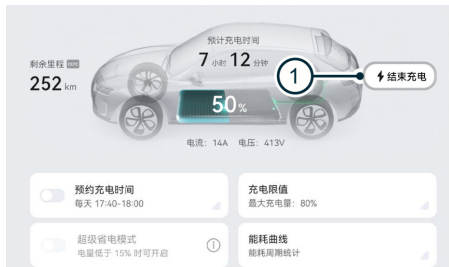 预计充电时间
7 小时 12 分钟
剩余里程 CLTC
252 km
1
结束充电
50%
电流：14A 电压：413V
预约充电时间
每天 17:40-18:00
充电限值
最大充电量：80%
超级省电模式
电量低于 15% 时可开启
能耗曲线
能耗周期统计